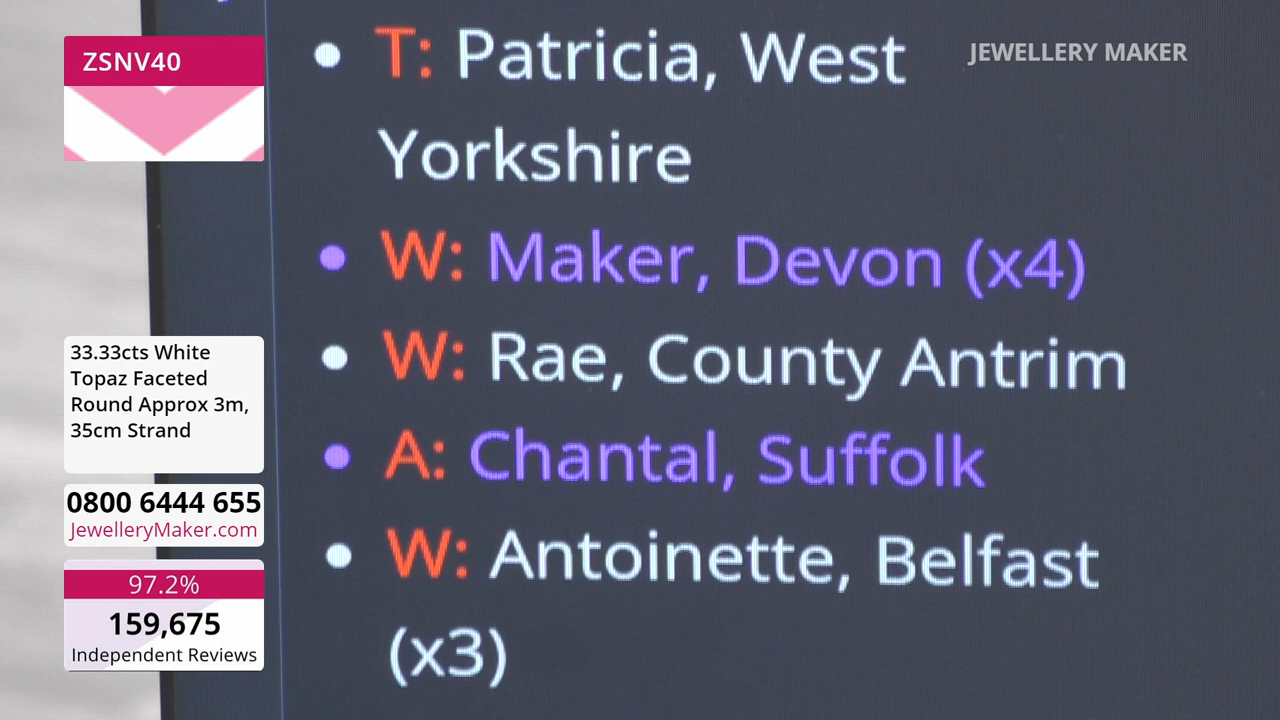 ZSNV40
JEWELLERY MAKER
• T: Patricia, West
Yorkshire
• W: Maker, Devon (x4)
• W: Rae, County Antrim
• A: Chantal, Suffolk
• W: Antoinette, Belfast
(x3)
33.33cts White
Topaz Faceted
Round Approx 3m,
35cm Strand
0800 6444 655
JewelleryMaker.com
97.2%
159,675
Independent Reviews